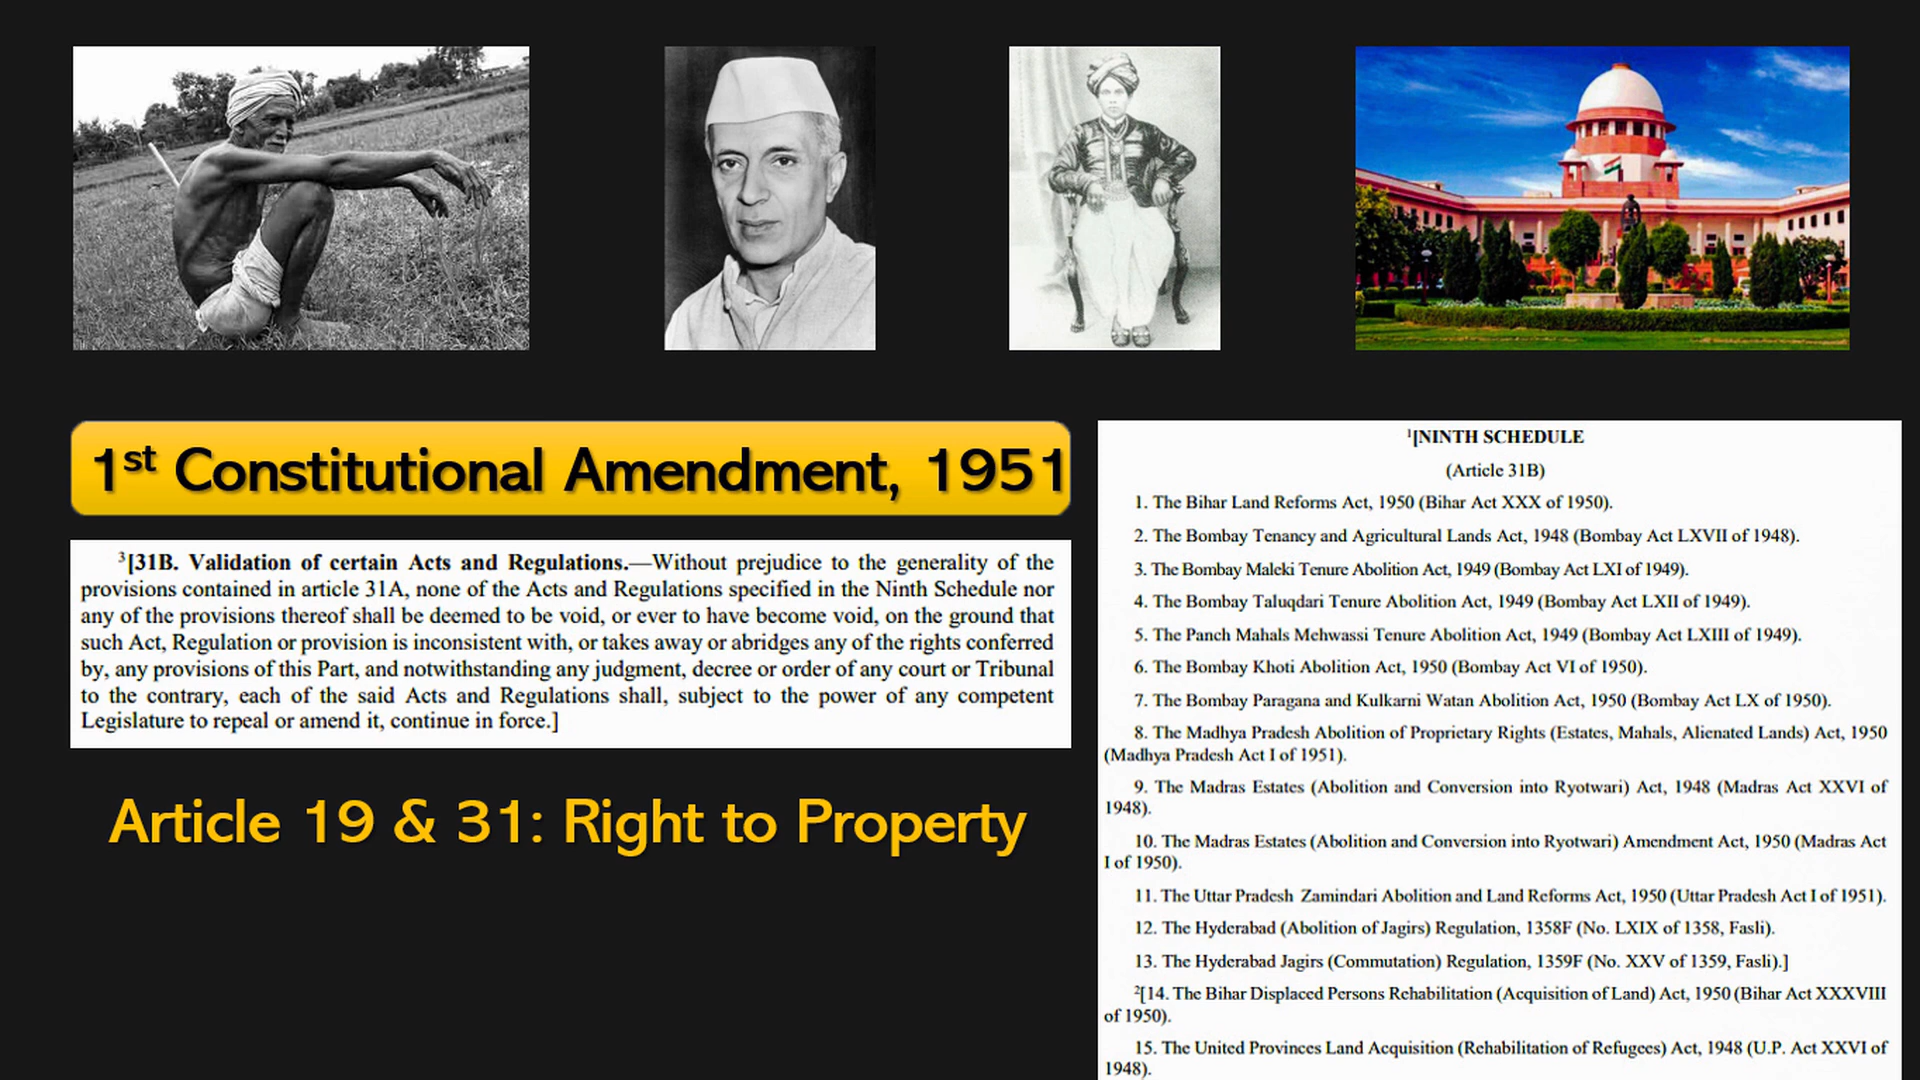 1st Constitutional Amendment, 1951
3[31B. Validation of certain Acts and Regulations.—Without prejudice to the generality of the
provisions contained in article 31A, none of the Acts and Regulations specified in the Ninth Schedule nor
any of the provisions thereof shall be deemed to be void, or ever to have become void, on the ground that
such Act, Regulation or provision is inconsistent with, or takes away or abridges any of the rights conferred
by, any provisions of this Part, and notwithstanding any judgment, decree or order of any court or Tribunal
to the contrary, each of the said Acts and Regulations shall, subject to the power of any competent
Legislature to repeal or amend it, continue in force.]
Article 19 & 31: Right to Property
1[NINTH SCHEDULE
(Article 31B)
1. The Bihar Land Reforms Act, 1950 (Bihar Act XXX of 1950).
2. The Bombay Tenancy and Agricultural Lands Act, 1948 (Bombay Act LXVII of 1948).
3. The Bombay Maleki Tenure Abolition Act, 1949 (Bombay Act LXI of 1949).
4. The Bombay Taluqdari Tenure Abolition Act, 1949 (Bombay Act LXII of 1949).
5. The Panch Mahals Mehwassi Tenure Abolition Act, 1949 (Bombay Act LXIII of 1949).
6. The Bombay Khoti Abolition Act, 1950 (Bombay Act VI of 1950).
7. The Bombay Paragana and Kulkarni Watan Abolition Act, 1950 (Bombay Act LX of 1950).
8. The Madhya Pradesh Abolition of Proprietary Rights (Estates, Mahals, Alienated Lands) Act, 1950
(Madhya Pradesh Act I of 1951).
9. The Madras Estates (Abolition and Conversion into Ryotwari) Act, 1948 (Madras Act XXVI of
1948).
10. The Madras Estates (Abolition and Conversion into Ryotwari) Amendment Act, 1950 (Madras Act
I of 1950).
11. The Uttar Pradesh Zamindari Abolition and Land Reforms Act, 1950 (Uttar Pradesh Act I of 1951).
12. The Hyderabad (Abolition of Jagirs) Regulation, 1358F (No. LXIX of 1358, Fasli).
13. The Hyderabad Jagirs (Commutation) Regulation, 1359F (No. XXV of 1359, Fasli).]
2[14. The Bihar Displaced Persons Rehabilitation (Acquisition of Land) Act, 1950 (Bihar Act XXXVIII
of 1950).
15. The United Provinces Land Acquisition (Rehabilitation of Refugees) Act, 1948 (U.P. Act XXVI of
1948).